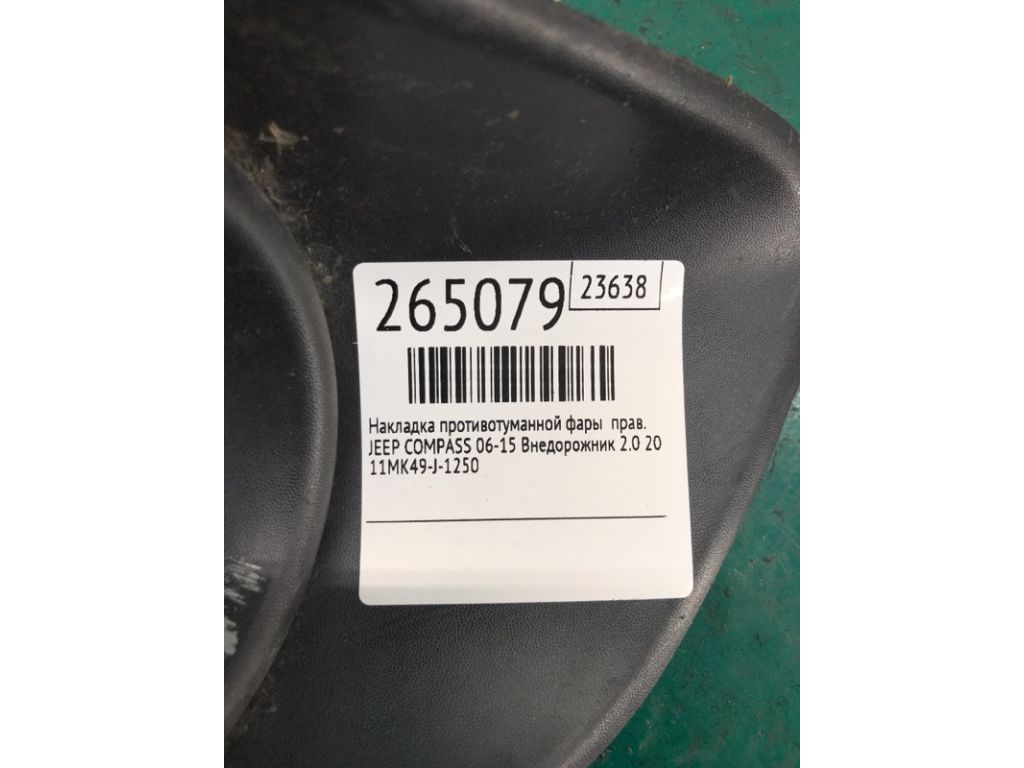 265079 23638
Накладка противотуманной фары прав.
JEEP COMPASS 06-15 Внедорожник 2.0 20
11MK49-J-1250